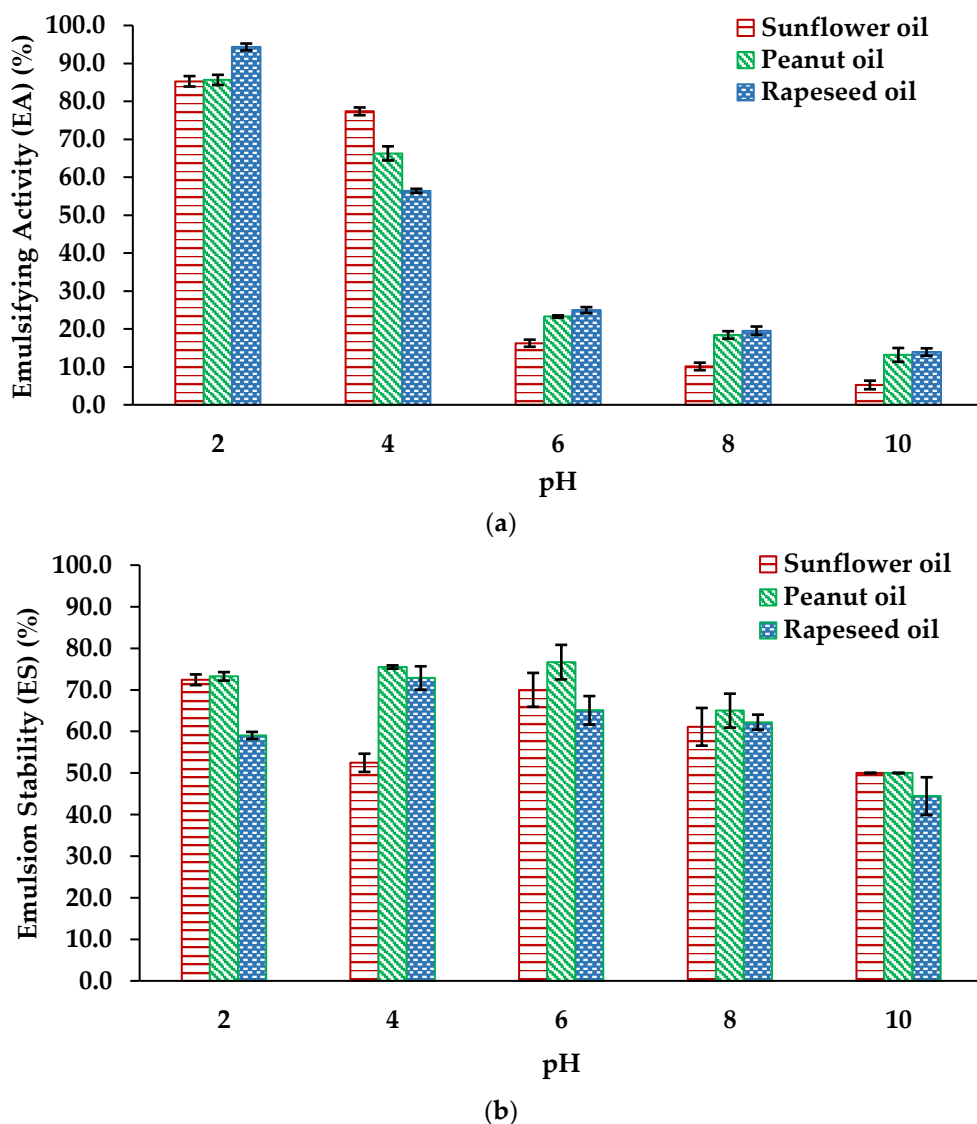 Emulsifying Activity (EA) (%)
100.0
90.0
80.0
70.0
60.0
50.0
40.0
30.0
20.0
10.0
0.0
Sunflower oil
Peanut oil
Rapeseed oil
2 4 6 8 10
pH
(a)
Emulsion Stability (ES) (%)
100.0
90.0
80.0
70.0
60.0
50.0
40.0
30.0
20.0
10.0
0.0
Sunflower oil
Peanut oil
Rapeseed oil
2 4 6 8 10
pH
(b)